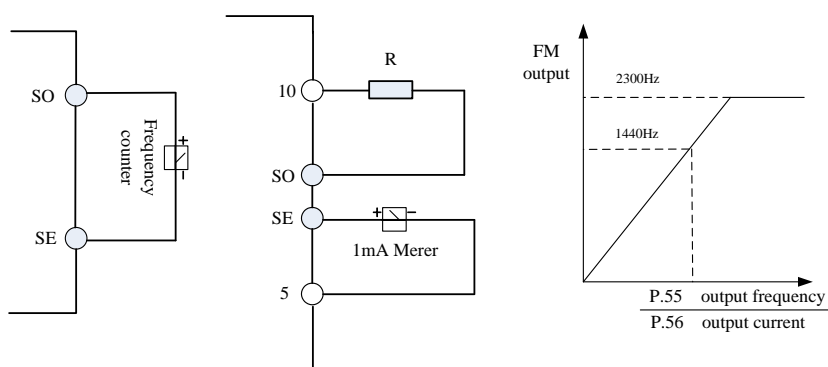 SO
Frequency
counter
+
-
SE
R
10
SO
SE
+
-
1mA Merer
5
FM
output
2300Hz
1440Hz
P.55 output frequency
P.56 output current